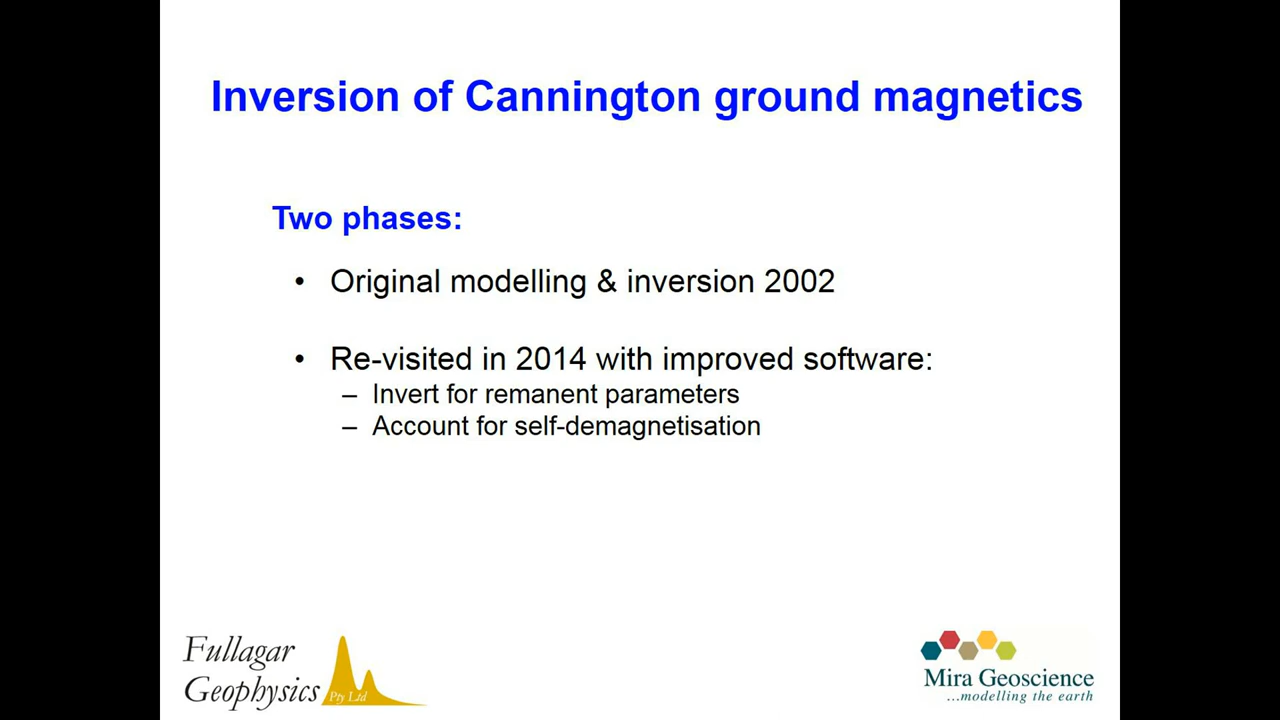 Inversion of Cannington ground magnetics
Two phases:
• Original modelling & inversion 2002
• Re-visited in 2014 with improved software:
– Invert for remanent parameters
– Account for self-demagnetisation
Fullagar
Geophysics Pty Ltd
Mira Geoscience
...modelling the earth